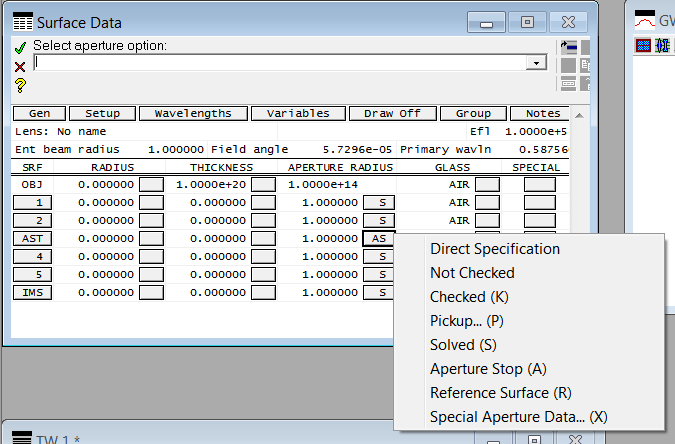 Surface Data
GW
Select aperture option:
Gen Setup Wavelengths Variables Draw Off Group Notes
Lens: No name Efl 1.0000e+5
Ent beam radius 1.000000 Field angle 5.7296e-05 Primary wavln 0.58756
SRF RADIUS THICKNESS APERTURE RADIUS GLASS SPECIAL
OBJ 0.000000 1.0000e+20 1.0000e+14 AIR
1 0.000000 0.000000 1.000000 S AIR
2 0.000000 0.000000 1.000000 S AIR
AST 0.000000 0.000000 1.000000 AS
4 0.000000 0.000000 1.000000 S
5 0.000000 0.000000 1.000000 S
IMS 0.000000 0.000000 1.000000 S
Direct Specification
Not Checked
Checked (K)
Pickup... (P)
Solved (S)
Aperture Stop (A)
Reference Surface (R)
Special Aperture Data... (X)
TW 1 *